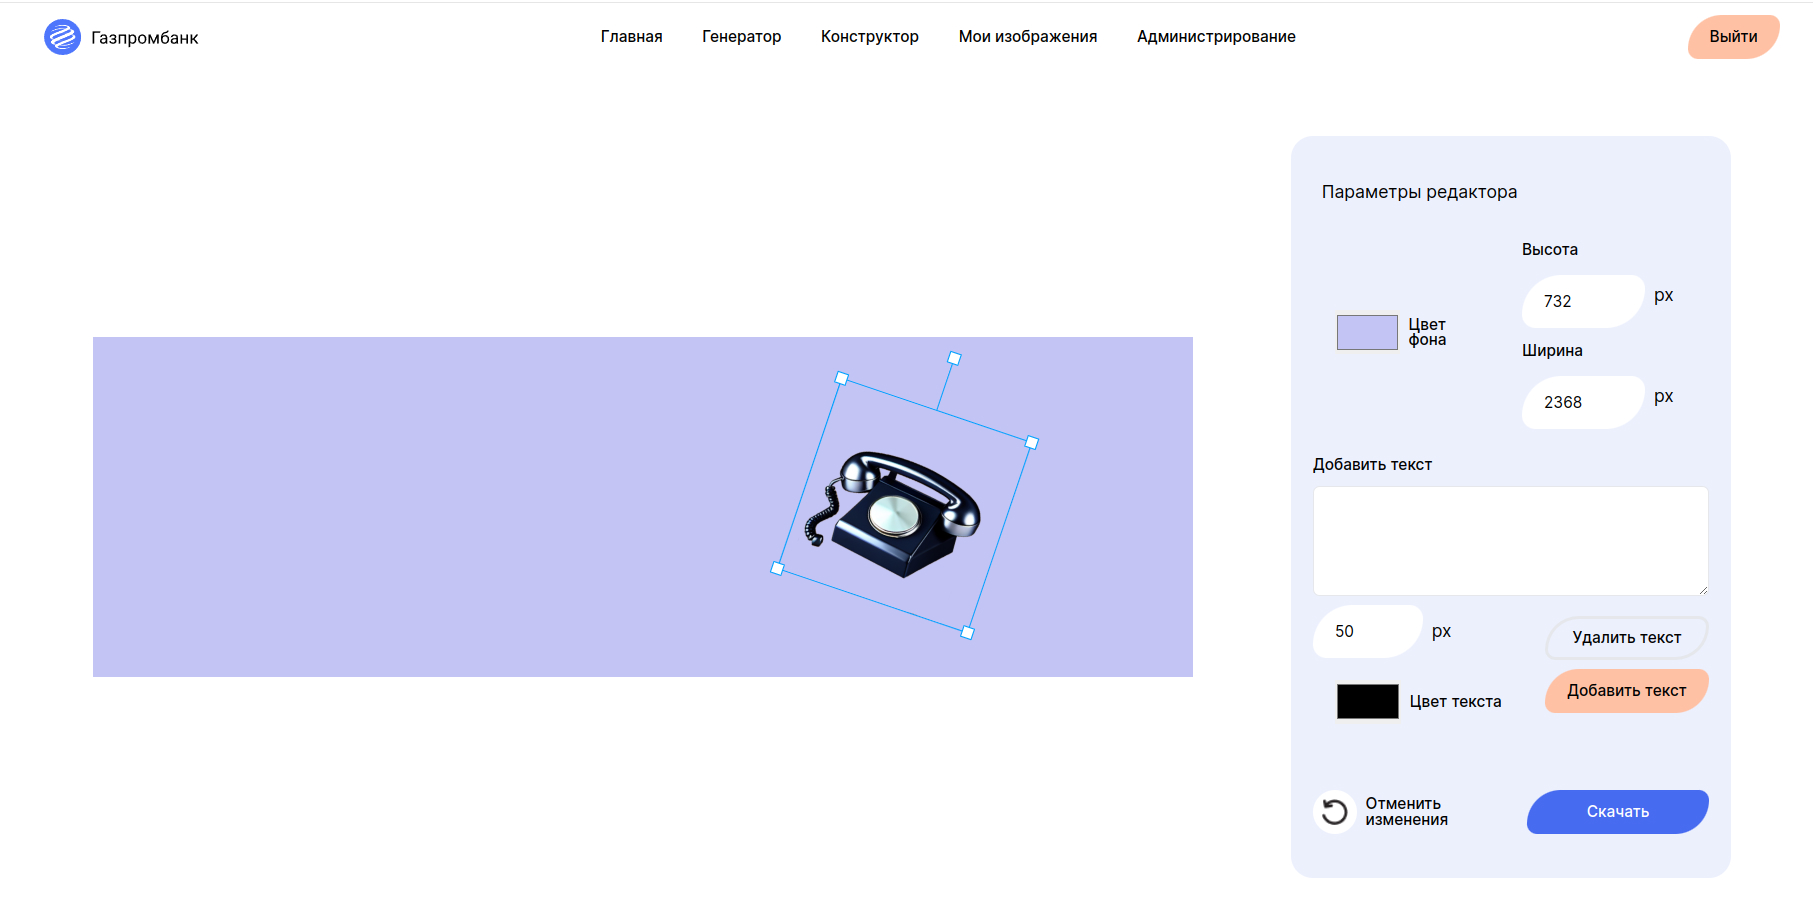 Газпромбанк
Главная Генератор Конструктор Мои изображения Администрирование
Выйти
Параметры редактора
Высота
732 px
Цвет
фона
Ширина
2368 px
Добавить текст
50 px
Удалить текст
Добавить текст
Цвет текста
Отменить
изменения
Скачать